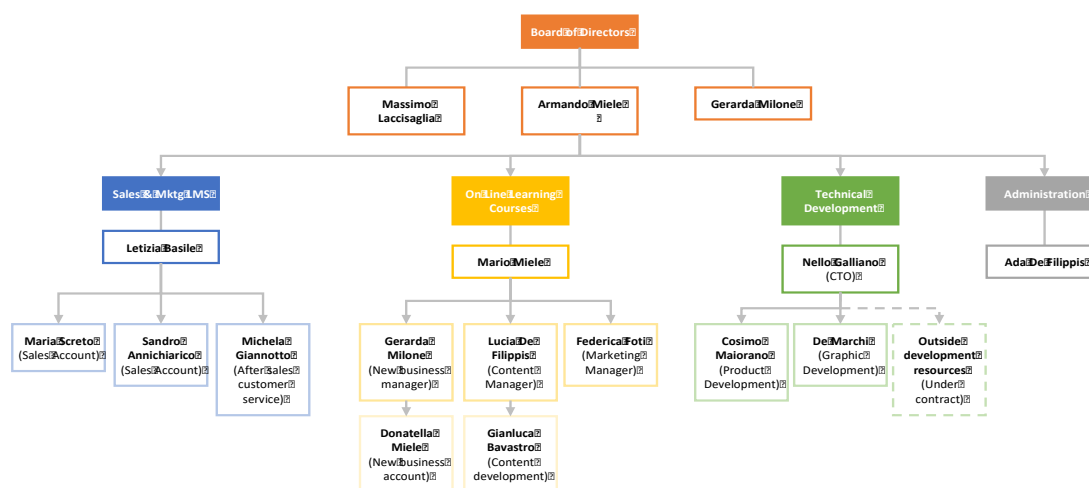 Board of Directors
Massimo
Laccisaglia
Armando Miele
Gerarda Milone
Sales & Mktg LMS
On Line Learning
Courses
Technical
Development
Administration
Letizia Basile
Mario Miele
Nello Galliano
(CTO)
Ada De Filippis
Maria Screto
(Sales Account)
Sandro
Annichiarico
(Sales Account)
Michela
Giannotto
(After sales
customer
service)
Gerarda
Milone
(New business
manager)
Lucia De
Filippis
(Content
Manager)
Federica Foti
(Marketing
Manager)
Cosimo
Maiorano
(Product
Development)
De Marchi
(Graphic
Development)
Outside
development
resources
(Under
contract)
Donatella
Miele
(New business
account)
Gianluca
Bavastro
(Content
development)